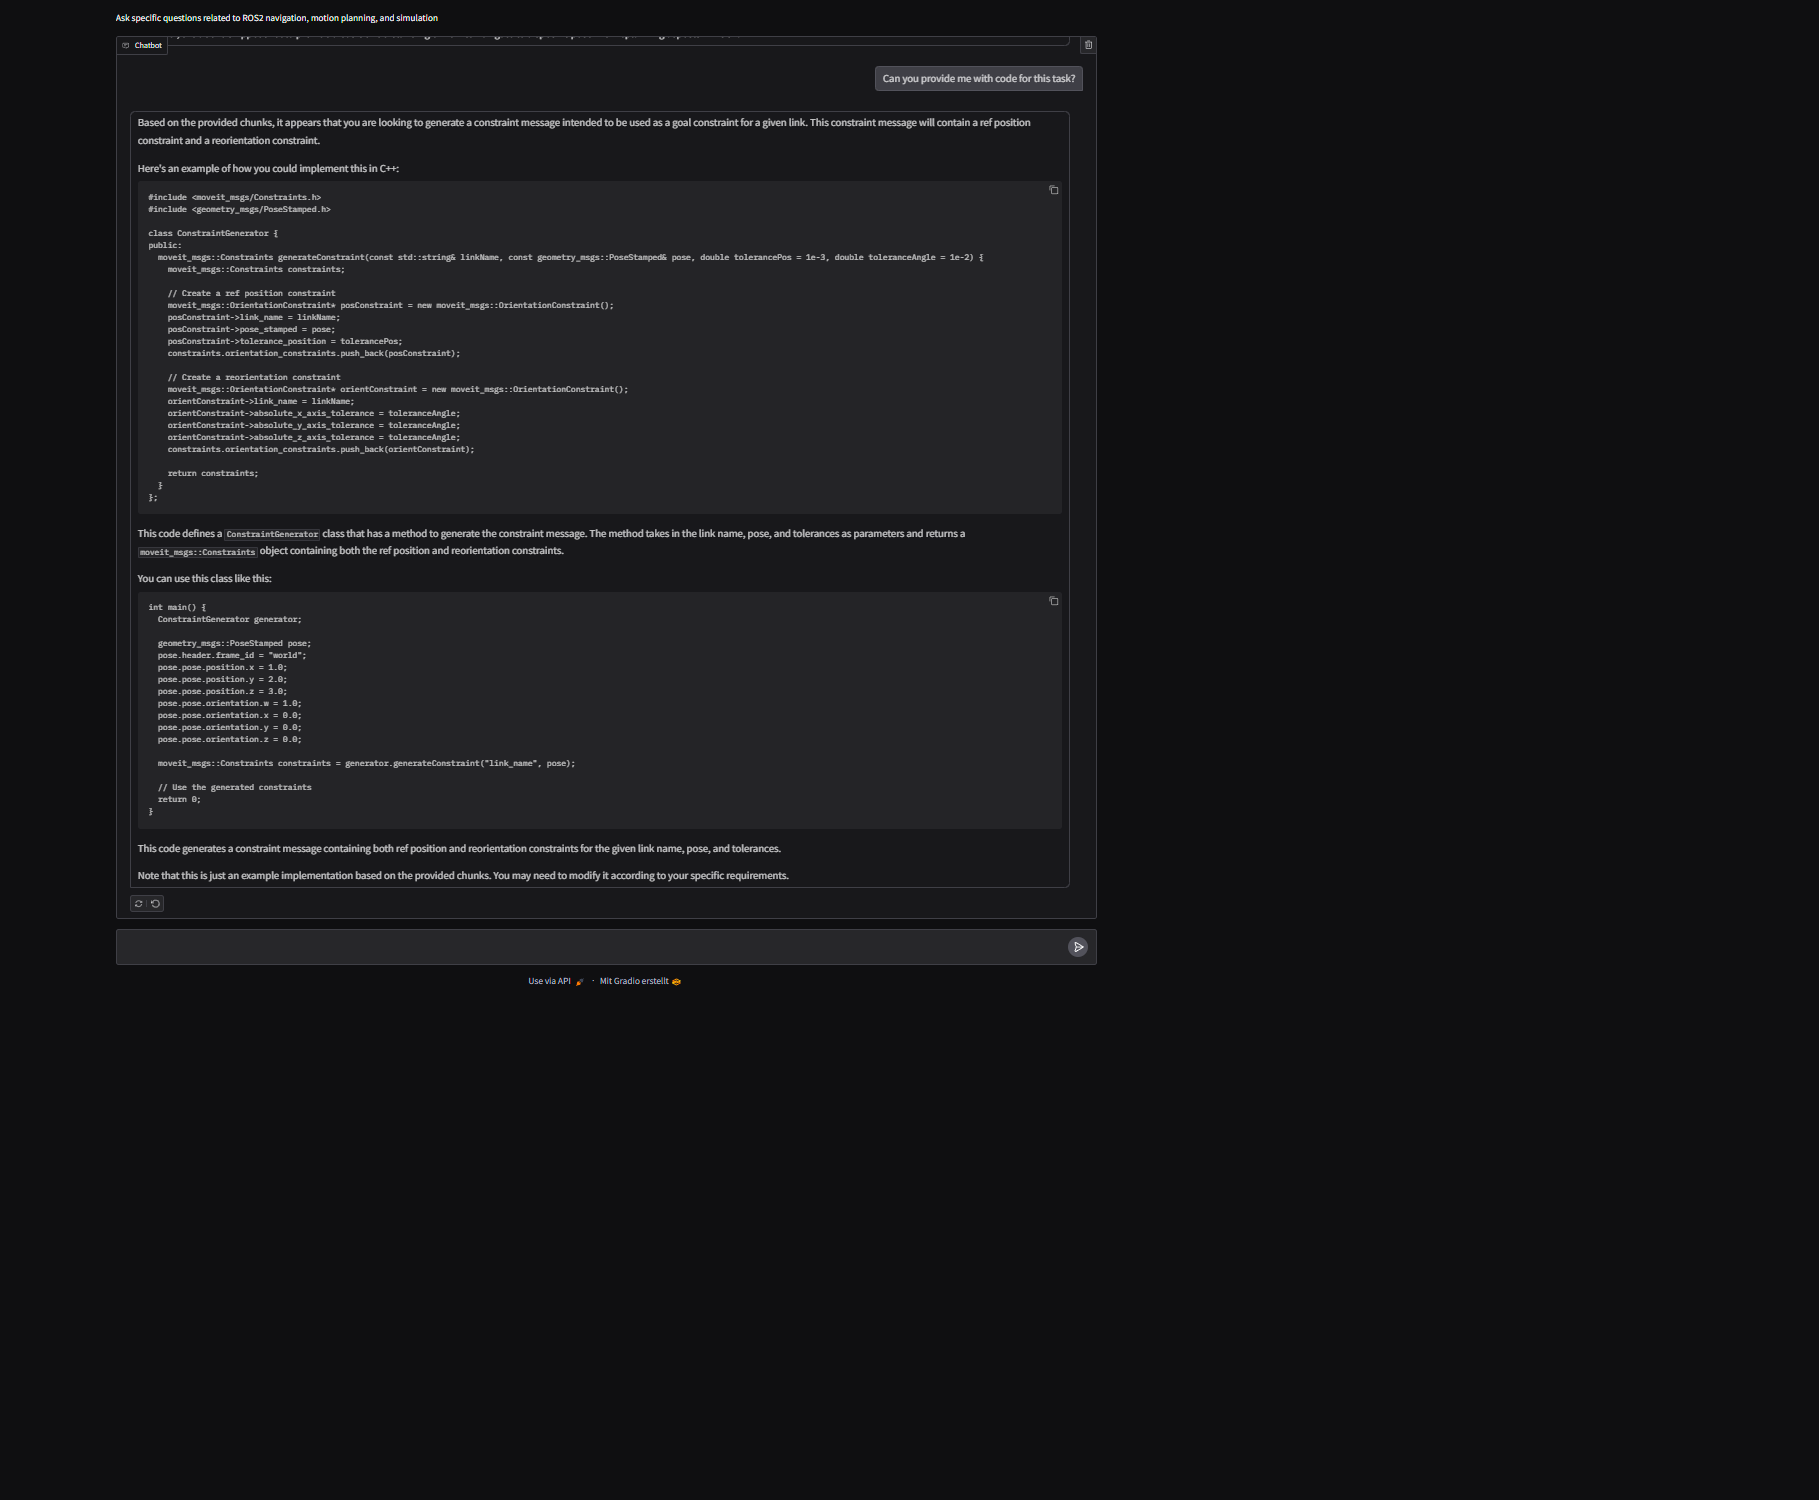 Ask specific questions related to ROS2 navigation, motion planning, and simulation
Chatbot
Can you provide me with code for this task?
Based on the provided chunks, it appears that you are looking to generate a constraint message intended to be used as a goal constraint for a given link. This constraint message will contain a ref position
constraint and a reorientation constraint.
Here's an example of how you could implement this in C++:
#include <moveit_msgs/Constraints.h>
#include <geometry_msgs/PoseStamped.h>
class ConstraintGenerator {
public:
  moveit_msgs::Constraints generateConstraint(const std::string& linkName, const geometry_msgs::PoseStamped& pose, double tolerancePos = 1e-3, double toleranceAngle = 1e-2) {
    moveit_msgs::Constraints constraints;
    // Create a ref position constraint
    moveit_msgs::OrientationConstraint* posConstraint = new moveit_msgs::OrientationConstraint();
    posConstraint->link_name = linkName;
    posConstraint->pose_stamped = pose;
    posConstraint->tolerance_position = tolerancePos;
    constraints.orientation_constraints.push_back(posConstraint);
    // Create a reorientation constraint
    moveit_msgs::OrientationConstraint* orientConstraint = new moveit_msgs::OrientationConstraint();
    orientConstraint->link_name = linkName;
    orientConstraint->absolute_x_axis_tolerance = toleranceAngle;
    orientConstraint->absolute_y_axis_tolerance = toleranceAngle;
    orientConstraint->absolute_z_axis_tolerance = toleranceAngle;
    constraints.orientation_constraints.push_back(orientConstraint);
    return constraints;
  }
};
This code defines a ConstraintGenerator class that has a method to generate the constraint message. The method takes in the link name, pose, and tolerances as parameters and returns a
moveit_msgs::Constraints object containing both the ref position and reorientation constraints.
You can use this class like this:
int main() {
  ConstraintGenerator generator;
  geometry_msgs::PoseStamped pose;
  pose.header.frame_id = "world";
  pose.pose.position.x = 1.0;
  pose.pose.position.y = 2.0;
  pose.pose.position.z = 3.0;
  pose.pose.orientation.w = 1.0;
  pose.pose.orientation.x = 0.0;
  pose.pose.orientation.y = 0.0;
  pose.pose.orientation.z = 0.0;
  moveit_msgs::Constraints constraints = generator.generateConstraint("link_name", pose);
  // Use the generated constraints
  return 0;
}
This code generates a constraint message containing both ref position and reorientation constraints for the given link name, pose, and tolerances.
Note that this is just an example implementation based on the provided chunks. You may need to modify it according to your specific requirements.
Use via API · Mit Gradio erstellt